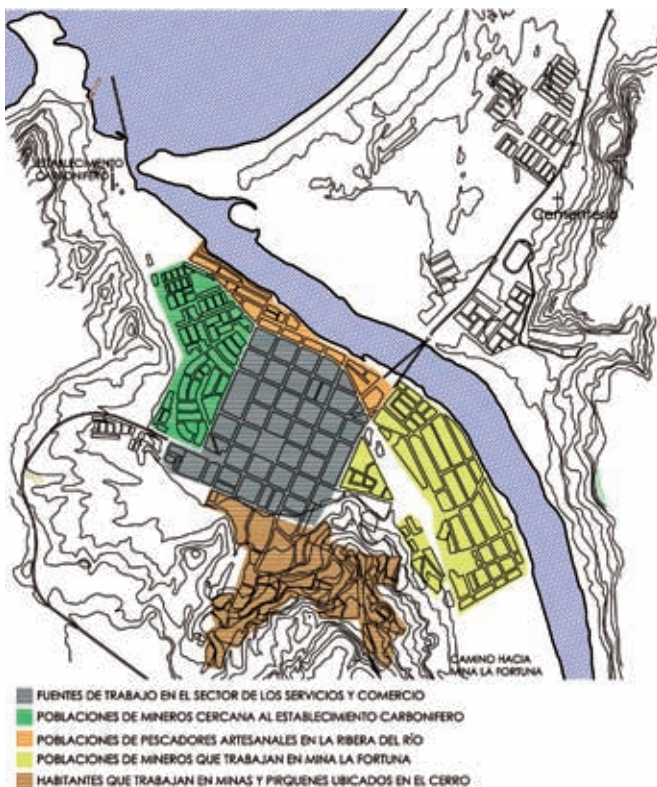 ESTABLECIMIENTO
CARBONIFERO
Cementerio
CAMINO HACIA
MINA LA FORTUNA
FUENTES DE TRABAJO EN EL SECTOR DE LOS SERVICIOS Y COMERCIO
POBLACIONES DE MINEROS CERCANA AL ESTABLECIMIENTO CARBONIFERO
POBLACIONES DE PESCADORES ARTESANALES EN LA RIBERA DEL RÍO
POBLACIONES DE MINEROS QUE TRABAJAN EN MINA LA FORTUNA
HABITANTES QUE TRABAJAN EN MINAS Y PIRQUENES UBICADOS EN EL CERRO